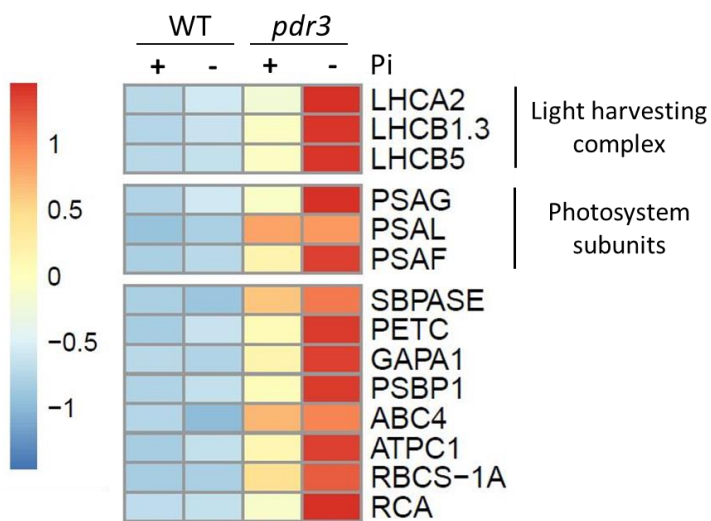 WT pdr3
+ - + - Pi
1
0.5
0
−0.5
−1
LHCA2
LHCB1.3
LHCB5
Light harvesting
complex
PSAG
PSAL
PSAF
Photosystem
subunits
SBPASE
PETC
GAPA1
PSBP1
ABC4
ATPC1
RBCS−1A
RCA